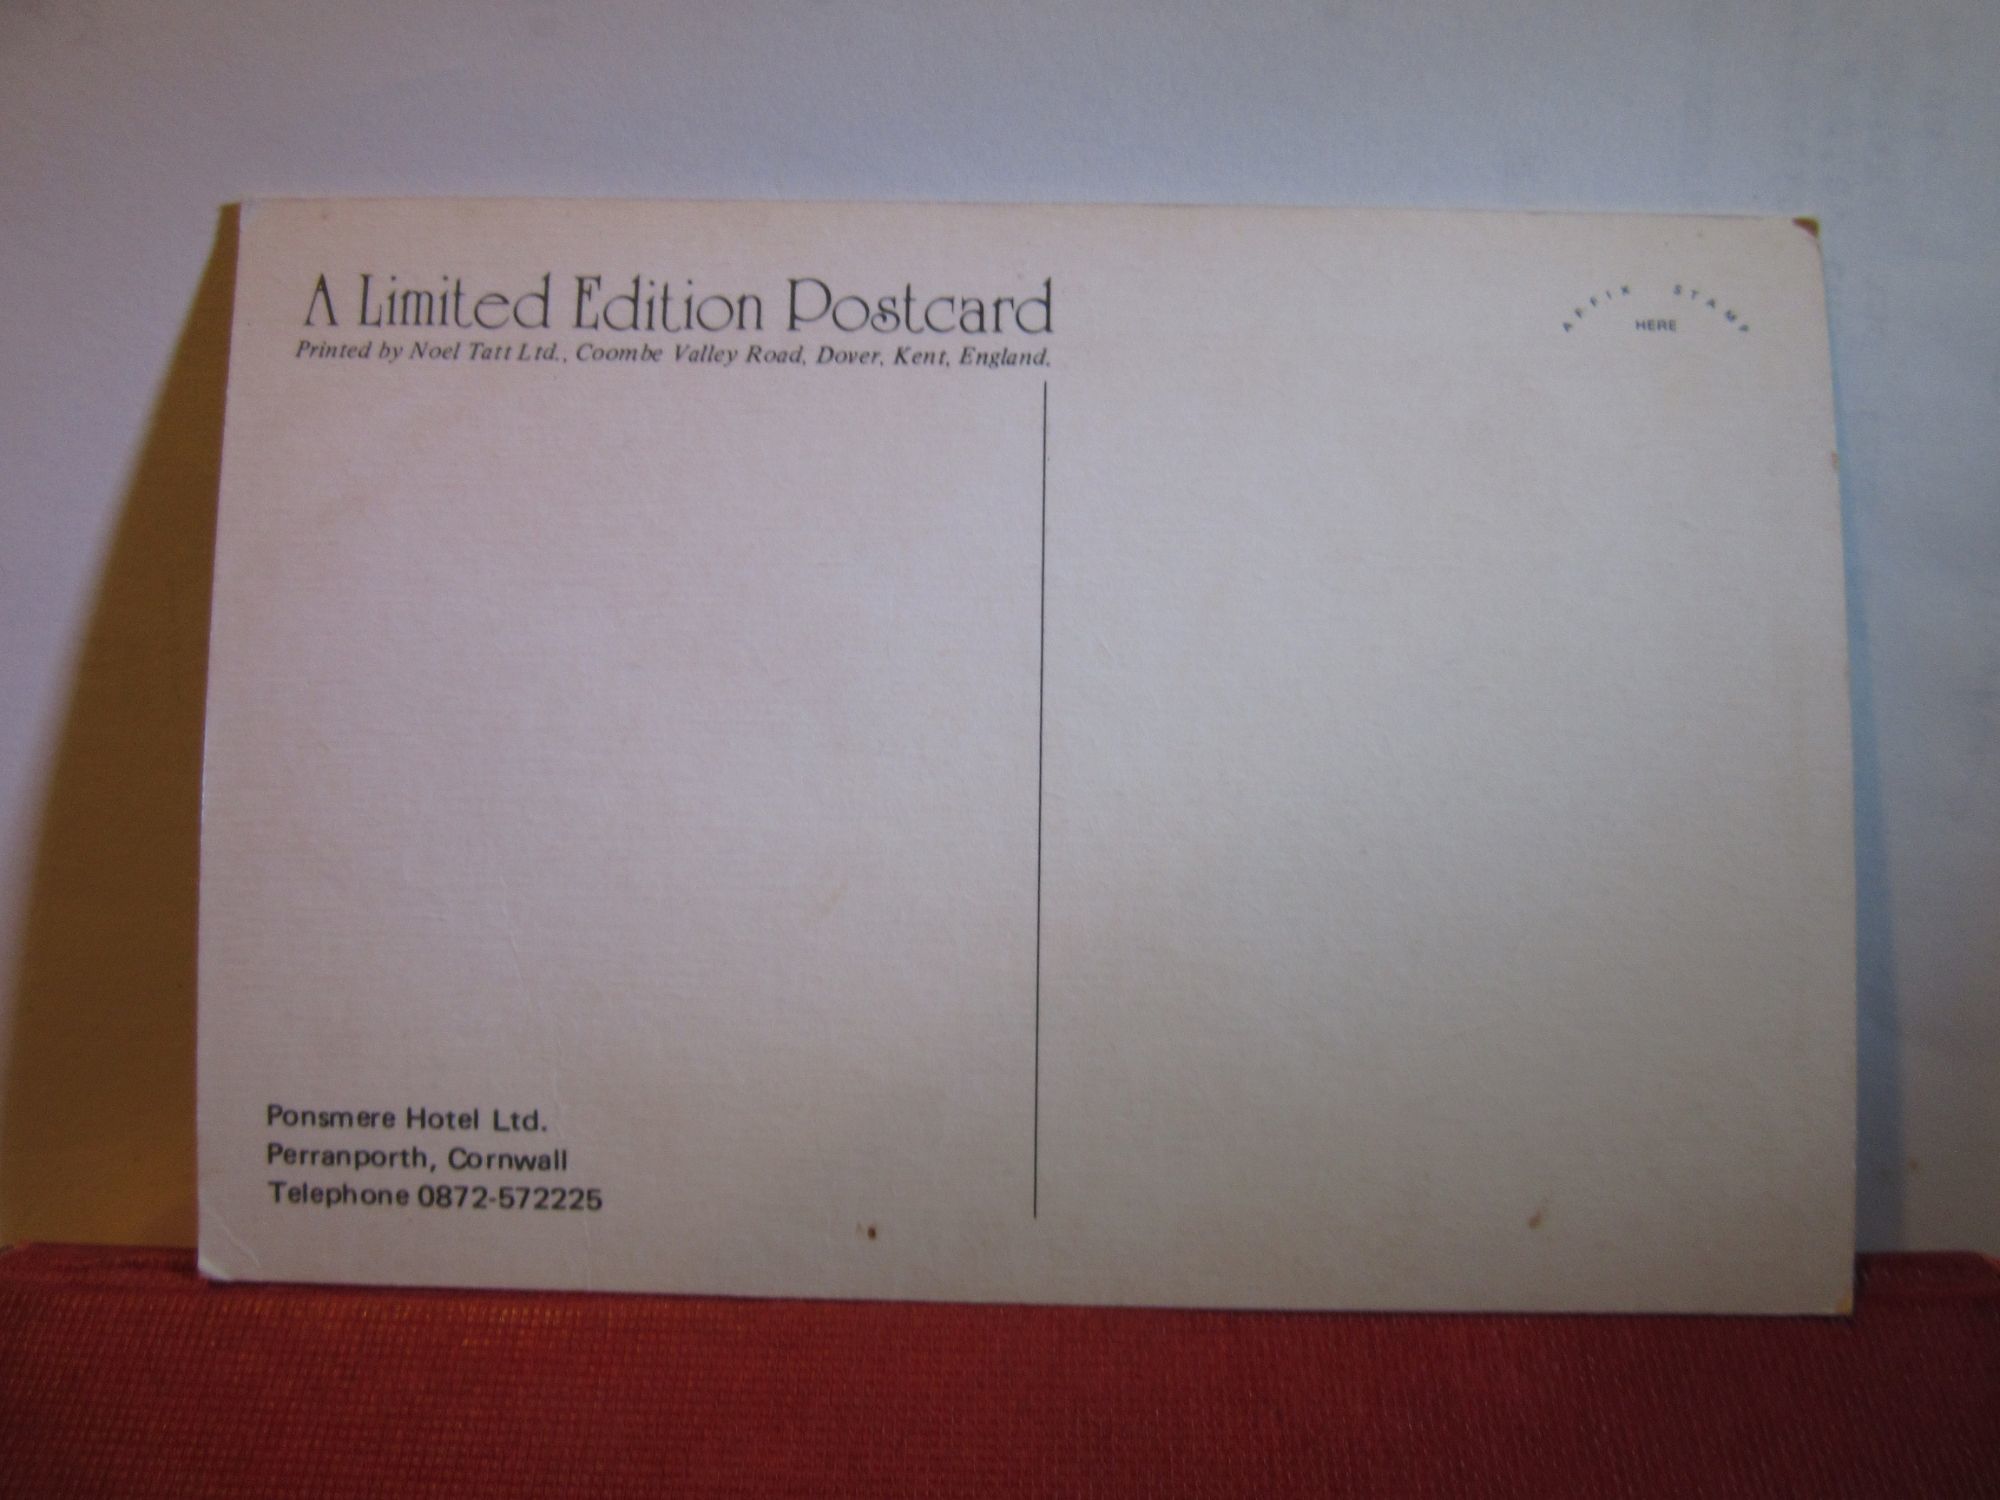 A Limited Edition Postcard
Printed by Noel Tatt Ltd., Coombe Valley Road, Dover, Kent, England.
AFFIX STAMP
HERE
Ponsmere Hotel Ltd.
Perranporth, Cornwall
Telephone 0872-572225